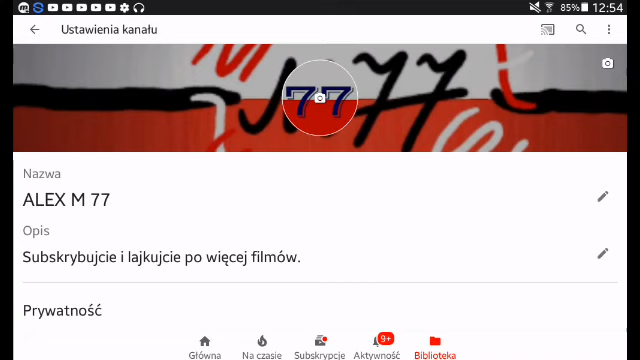 85% 12:54
Ustawienia kanału
77
77
Nazwa
ALEX M 77
Opis
Subskrybujcie i lajkujcie po więcej filmów.
Prywatność
9+
Główna Na czasie Subskrypcje Aktywność Biblioteka